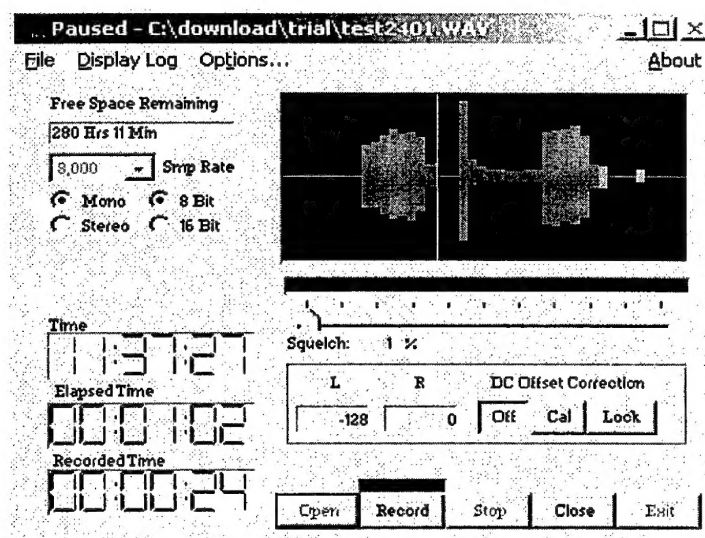 Paused - C:\download\trial\test2401.WAV
File Display Log Options... About
Free Space Remaining
280 Hrs 11 Min
8,000 Smp Rate
Mono 8 Bit
Stereo 16 Bit
Time
11:37:27
Squelch: 1 %
Elapsed Time
00:01:02
L R DC Offset Correction
-128 0 Off Cal Lock
Recorded Time
00:00:24
Open Record Stop Close Exit